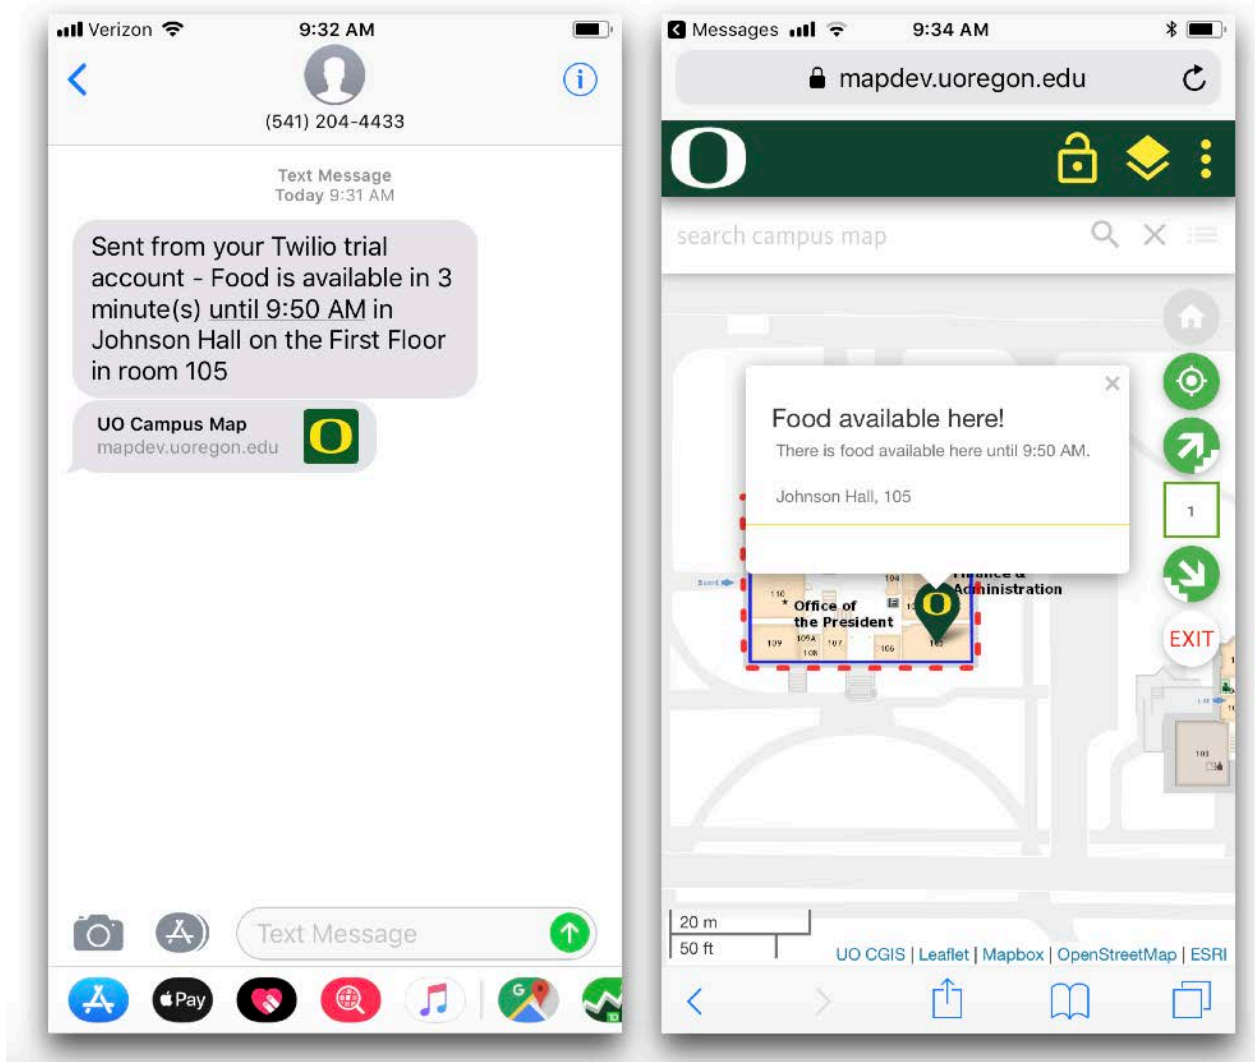 Verizon
9:32 AM
(541) 204-4433
Text Message
Today 9:31 AM
Sent from your Twilio trial
account - Food is available in 3
minute(s) until 9:50 AM in
Johnson Hall on the First Floor
in room 105
UO Campus Map
mapdev.uoregon.edu
O
Text Message
Pay
G
Messages
9:34 AM
mapdev.uoregon.edu
O
search campus map
Food available here!
There is food available here until 9:50 AM.
Johnson Hall, 105
1
Administration
104
110
Office of
the President
O
109
109A
108
107
106
EXIT
103
20 m
50 ft
UO CGIS | Leaflet | Mapbox | OpenStreetMap | ESRI